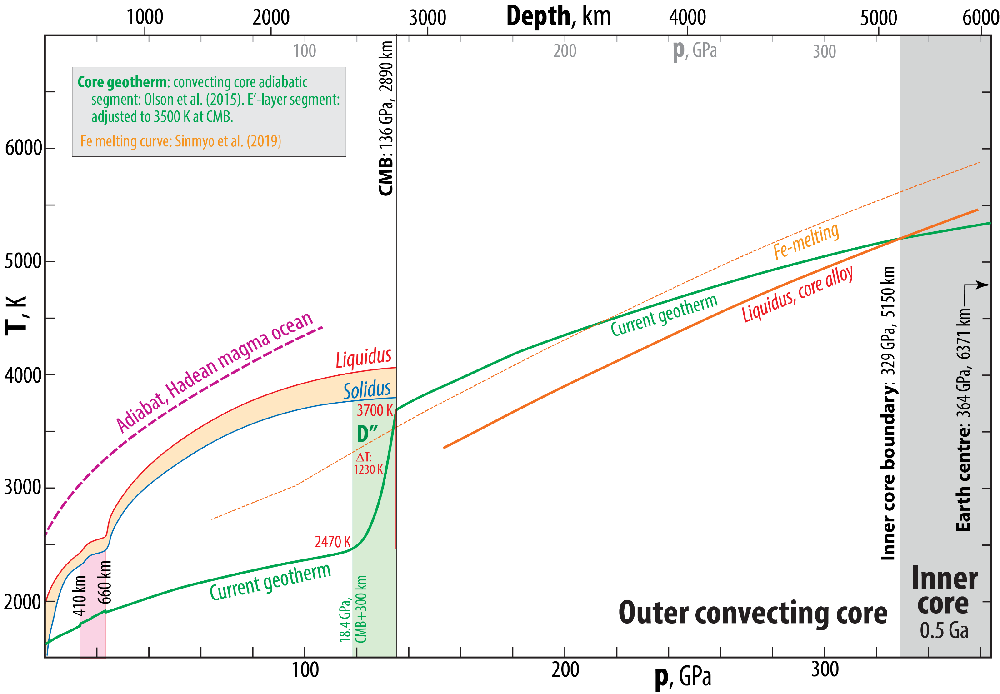 1000
2000
3000
Depth, km
4000
5000
6000
100
200
p, GPa
300
Core geotherm: convecting core adiabatic
segment: Olson et al. (2015). E′-layer segment:
adjusted to 3500 K at CMB.
Fe melting curve: Sinmyo et al. (2019)
CMB: 136 GPa, 2890 km
6000
5000
4000
3000
2000
T, K
Adiabat, Hadean magma ocean
Liquidus
Solidus
3700 K
D″
ΔT:
1230 K
2470 K
Current geotherm
410 km
660 km
18.4 GPa,
CMB+300 km
Fe-melting
Current geotherm
Liquidus, core alloy
Inner core boundary: 329 GPa, 5150 km
Earth centre: 364 GPa, 6371 km
Outer convecting core
Inner
core
0.5 Ga
100
200
p, GPa
300